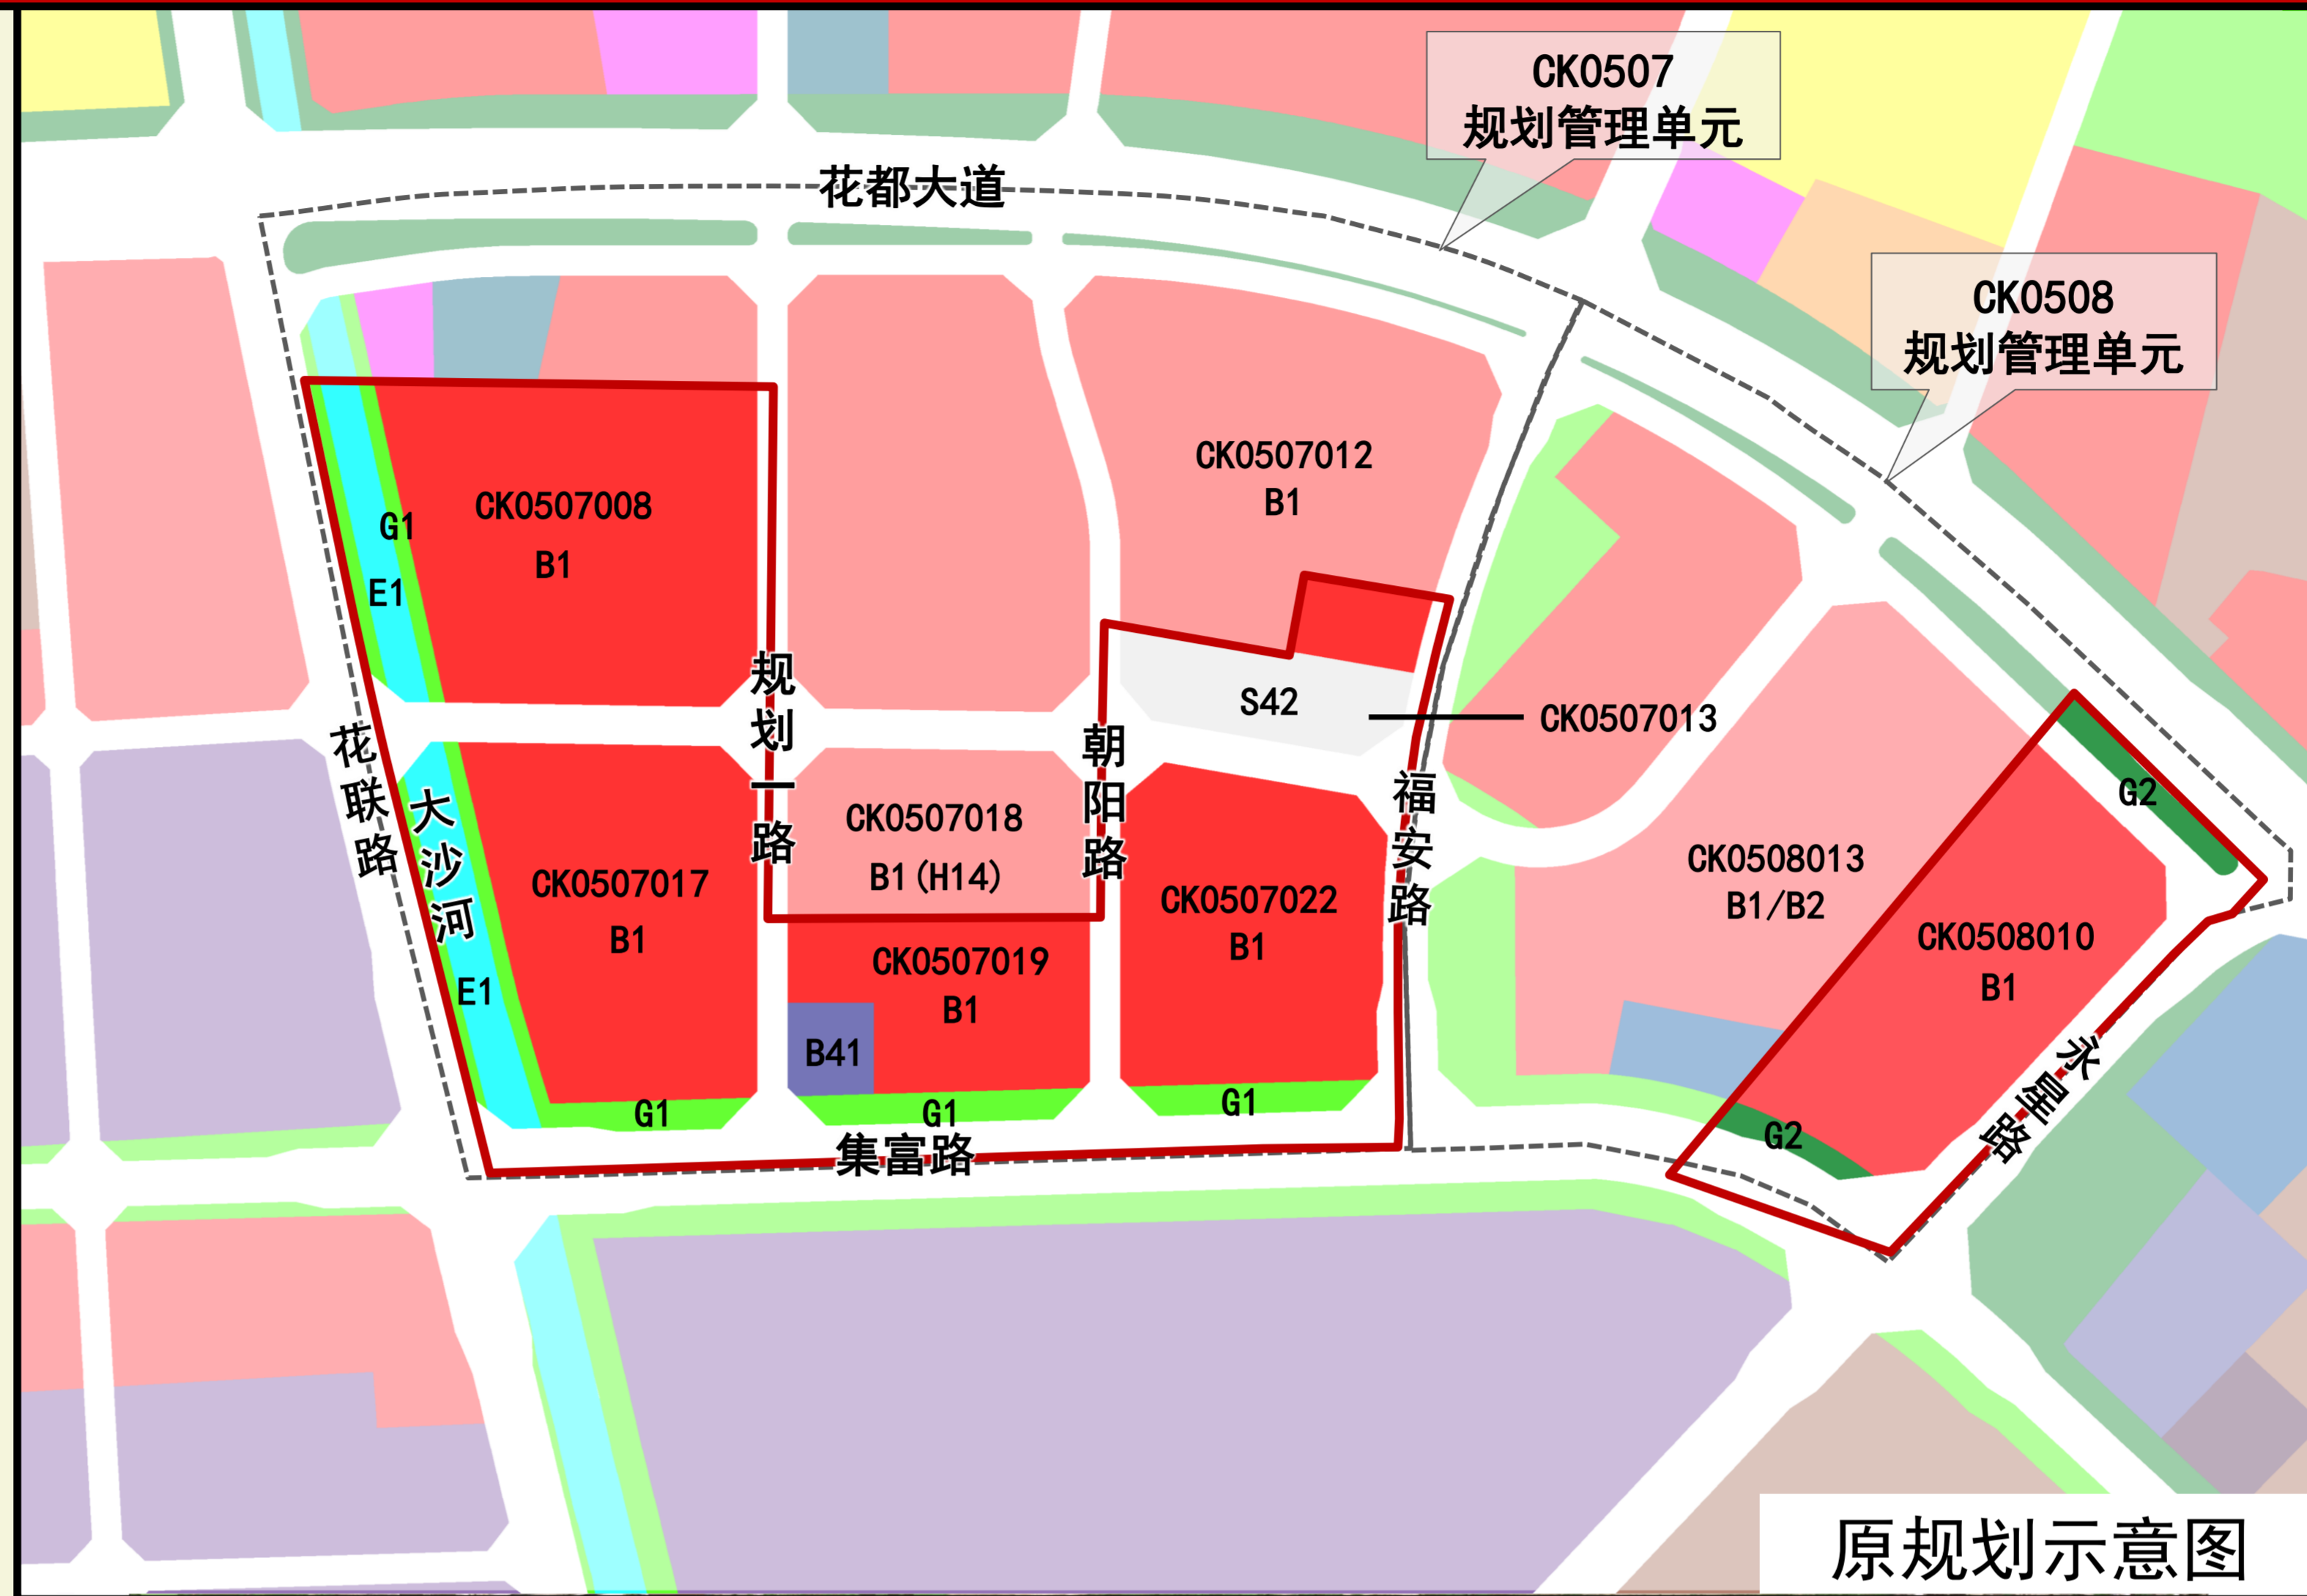 CK0507
规划管理单元
花都大道
CK0508
规划管理单元
CK0507012
B1
CK0507008
B1
G1
E1
规划一路
S42
CK0507013
花联路
大沙河
朝阳路
福安路
CK0507018
B1(H14)
G2
CK0508013
B1/B2
CK0507017
B1
CK0507022
B1
CK0508010
B1
CK0507019
B1
E1
B41
永星路
G1
G1
G1
G2
集富路
原规划示意图